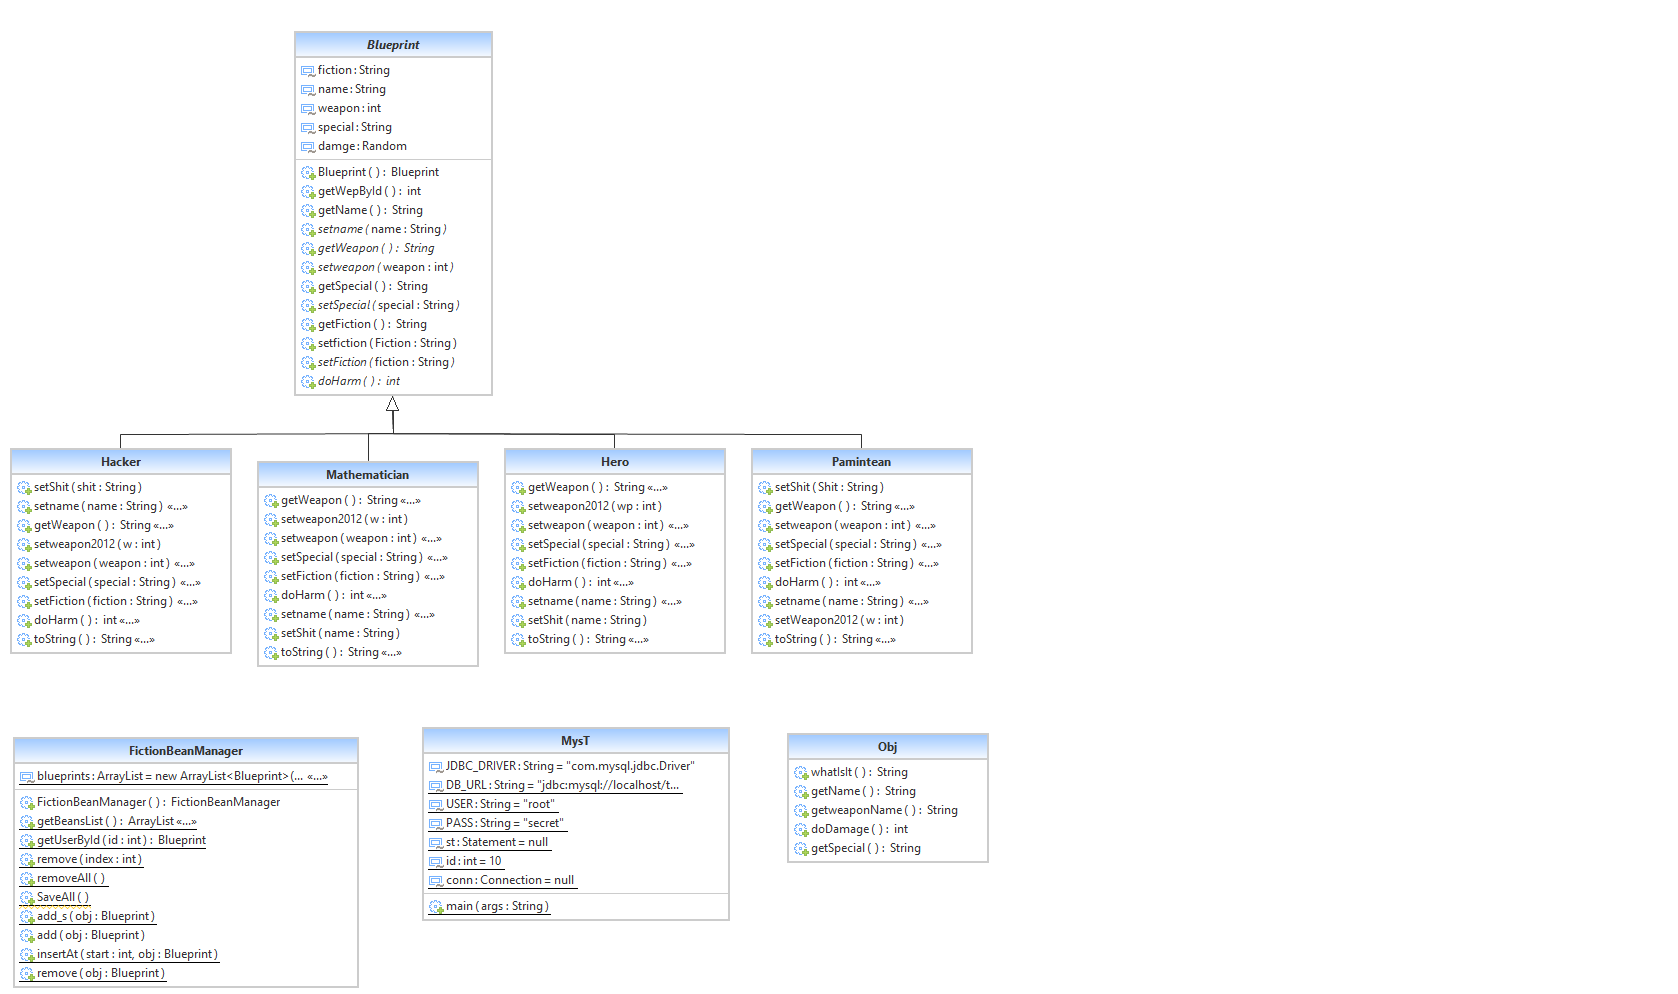 Blueprint
fiction : String
name : String
weapon : int
special : String
damge : Random
Blueprint ( ) : Blueprint
getWepById ( ) : int
getName ( ) : String
setname ( name : String )
getWeapon ( ) : String
setweapon ( weapon : int )
getSpecial ( ) : String
setSpecial ( special : String )
getFiction ( ) : String
setfiction ( Fiction : String )
setFiction ( fiction : String )
doHarm ( ) : int
Hacker
setShit ( shit : String )
setname ( name : String ) «...»
getWeapon ( ) : String «...»
setweapon2012 ( w : int )
setweapon ( weapon : int ) «...»
setSpecial ( special : String ) «...»
setFiction ( fiction : String ) «...»
doHarm ( ) : int «...»
toString ( ) : String «...»
Mathematician
getWeapon ( ) : String «...»
setweapon2012 ( w : int )
setweapon ( weapon : int ) «...»
setSpecial ( special : String ) «...»
setFiction ( fiction : String ) «...»
doHarm ( ) : int «...»
setname ( name : String ) «...»
setShit ( name : String )
toString ( ) : String «...»
Hero
getWeapon ( ) : String «...»
setweapon2012 ( wp : int )
setweapon ( weapon : int ) «...»
setSpecial ( special : String ) «...»
setFiction ( fiction : String ) «...»
doHarm ( ) : int «...»
setname ( name : String ) «...»
setShit ( name : String )
toString ( ) : String «...»
Pamintean
setShit ( Shit : String )
getWeapon ( ) : String «...»
setweapon ( weapon : int ) «...»
setSpecial ( special : String ) «...»
setFiction ( fiction : String ) «...»
doHarm ( ) : int «...»
setname ( name : String ) «...»
setWeapon2012 ( w : int )
toString ( ) : String «...»
FictionBeanManager
blueprints : ArrayList = new ArrayList<Blueprint>(... «...»
FictionBeanManager ( ) : FictionBeanManager
getBeansList ( ) : ArrayList «...»
getUserById ( id : int ) : Blueprint
remove ( index : int )
removeAll ( )
SaveAll ( )
add_s ( obj : Blueprint )
add ( obj : Blueprint )
insertAt ( start : int, obj : Blueprint )
remove ( obj : Blueprint )
MysT
JDBC_DRIVER : String = "com.mysql.jdbc.Driver"
DB_URL : String = "jdbc:mysql://localhost/t...
USER : String = "root"
PASS : String = "secret"
st : Statement = null
id : int = 10
conn : Connection = null
main ( args : String )
Obj
whatIsIt ( ) : String
getName ( ) : String
getweaponName ( ) : String
doDamage ( ) : int
getSpecial ( ) : String